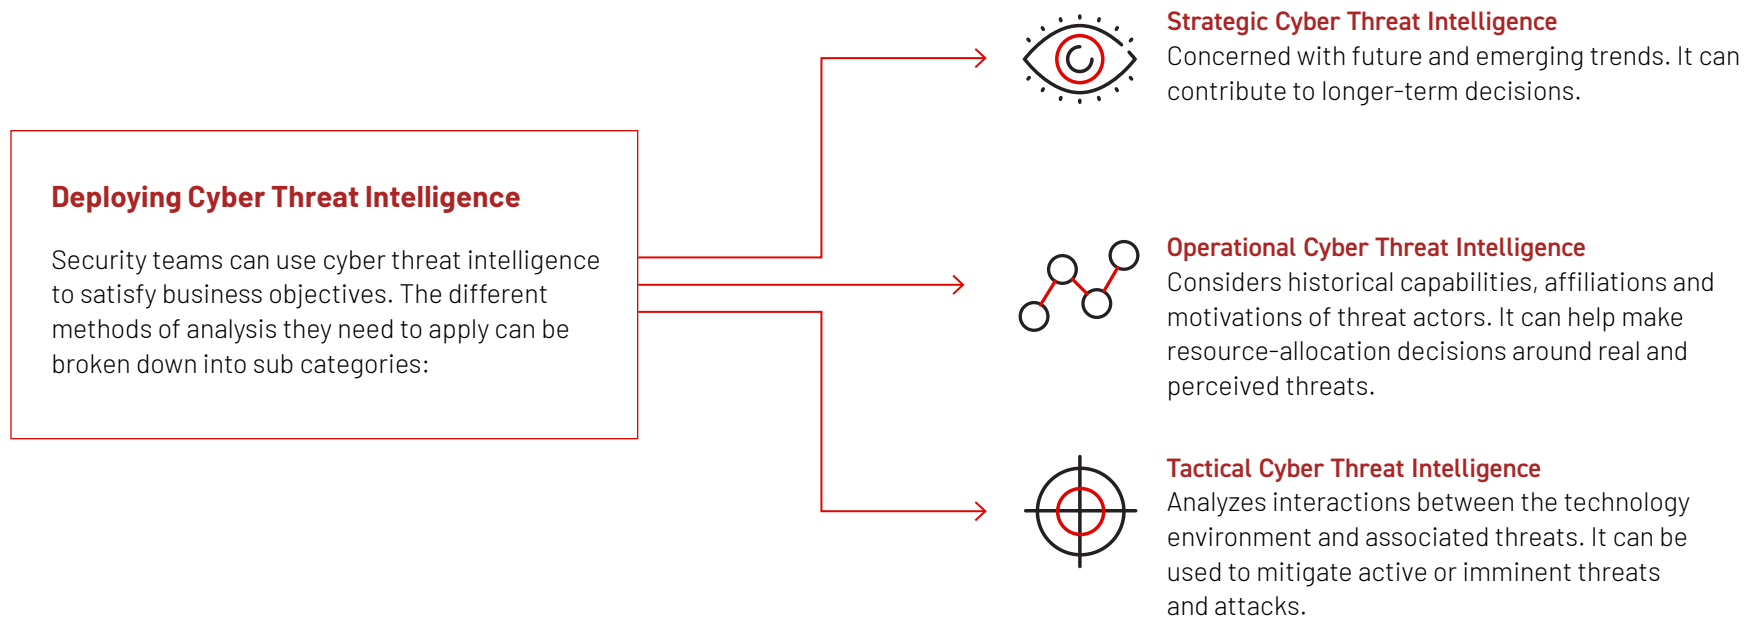 Deploying Cyber Threat Intelligence
Security teams can use cyber threat intelligence
to satisfy business objectives. The different
methods of analysis they need to apply can be
broken down into sub categories:
Strategic Cyber Threat Intelligence
Concerned with future and emerging trends. It can
contribute to longer-term decisions.
Operational Cyber Threat Intelligence
Considers historical capabilities, affiliations and
motivations of threat actors. It can help make
resource-allocation decisions around real and
perceived threats.
Tactical Cyber Threat Intelligence
Analyzes interactions between the technology
environment and associated threats. It can be
used to mitigate active or imminent threats
and attacks.